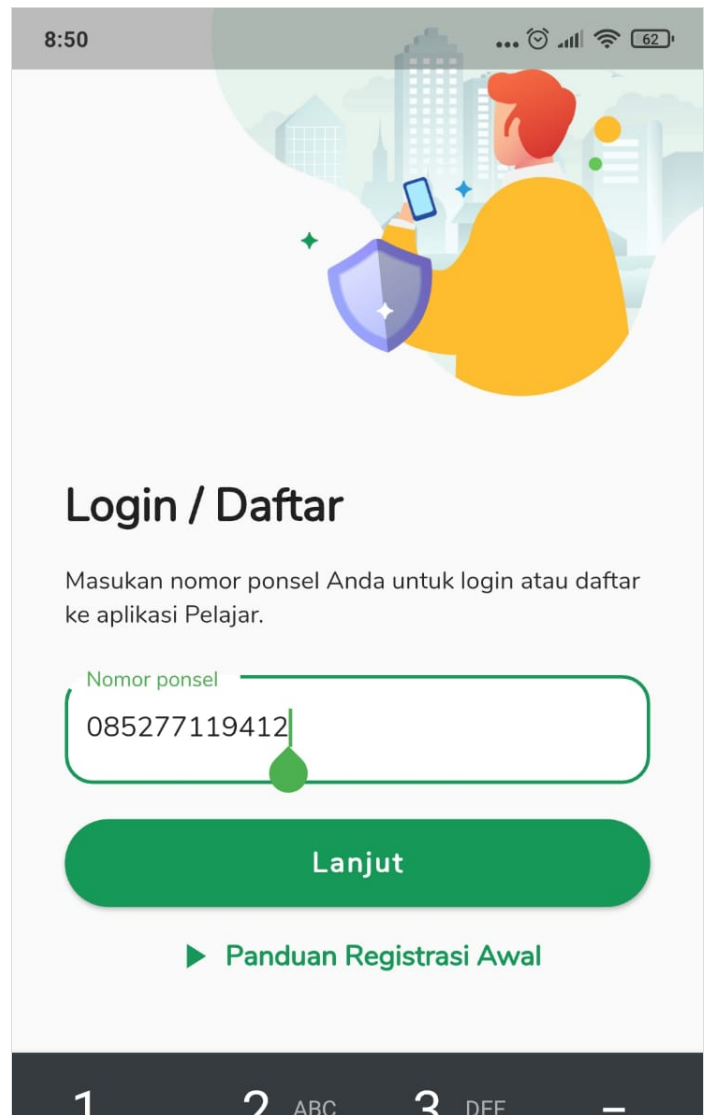 8:50
62
Login / Daftar
Masukan nomor ponsel Anda untuk login atau daftar
ke aplikasi Pelajar.
Nomor ponsel
085277119412
Lanjut
Panduan Registrasi Awal
1 2 ABC 3 DEF –